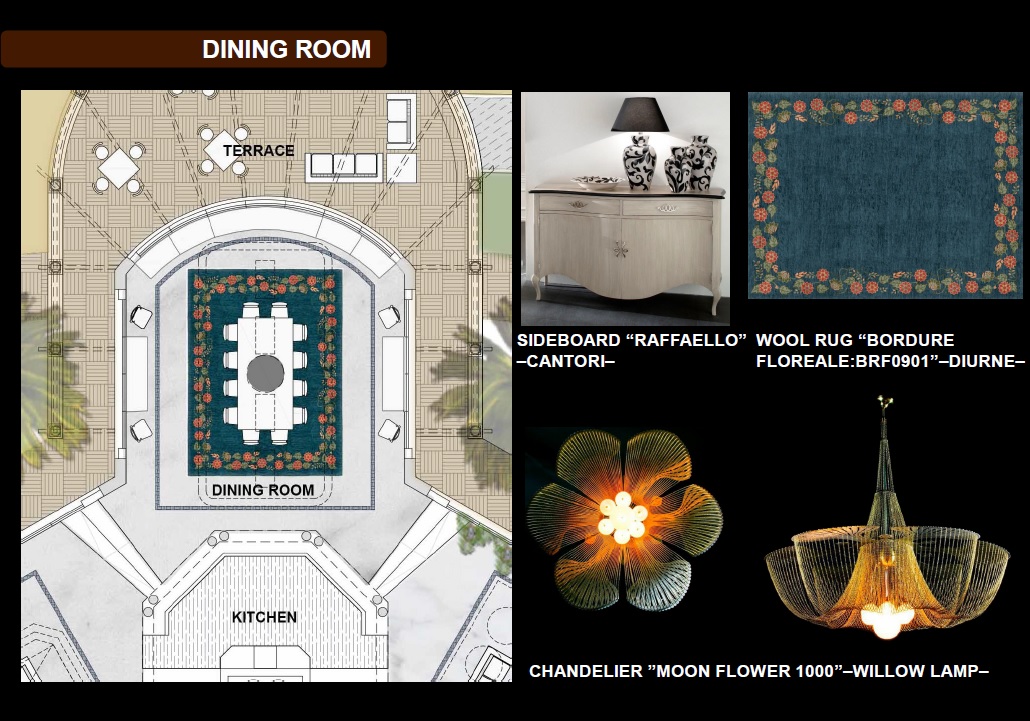 DINING ROOM
TERRACE
DINING ROOM
KITCHEN
SIDEBOARD “RAFFAELLO”
–CANTORI–
WOOL RUG “BORDURE
FLOREALE:BRF0901”–DIURNE–
CHANDELIER ”MOON FLOWER 1000”–WILLOW LAMP–